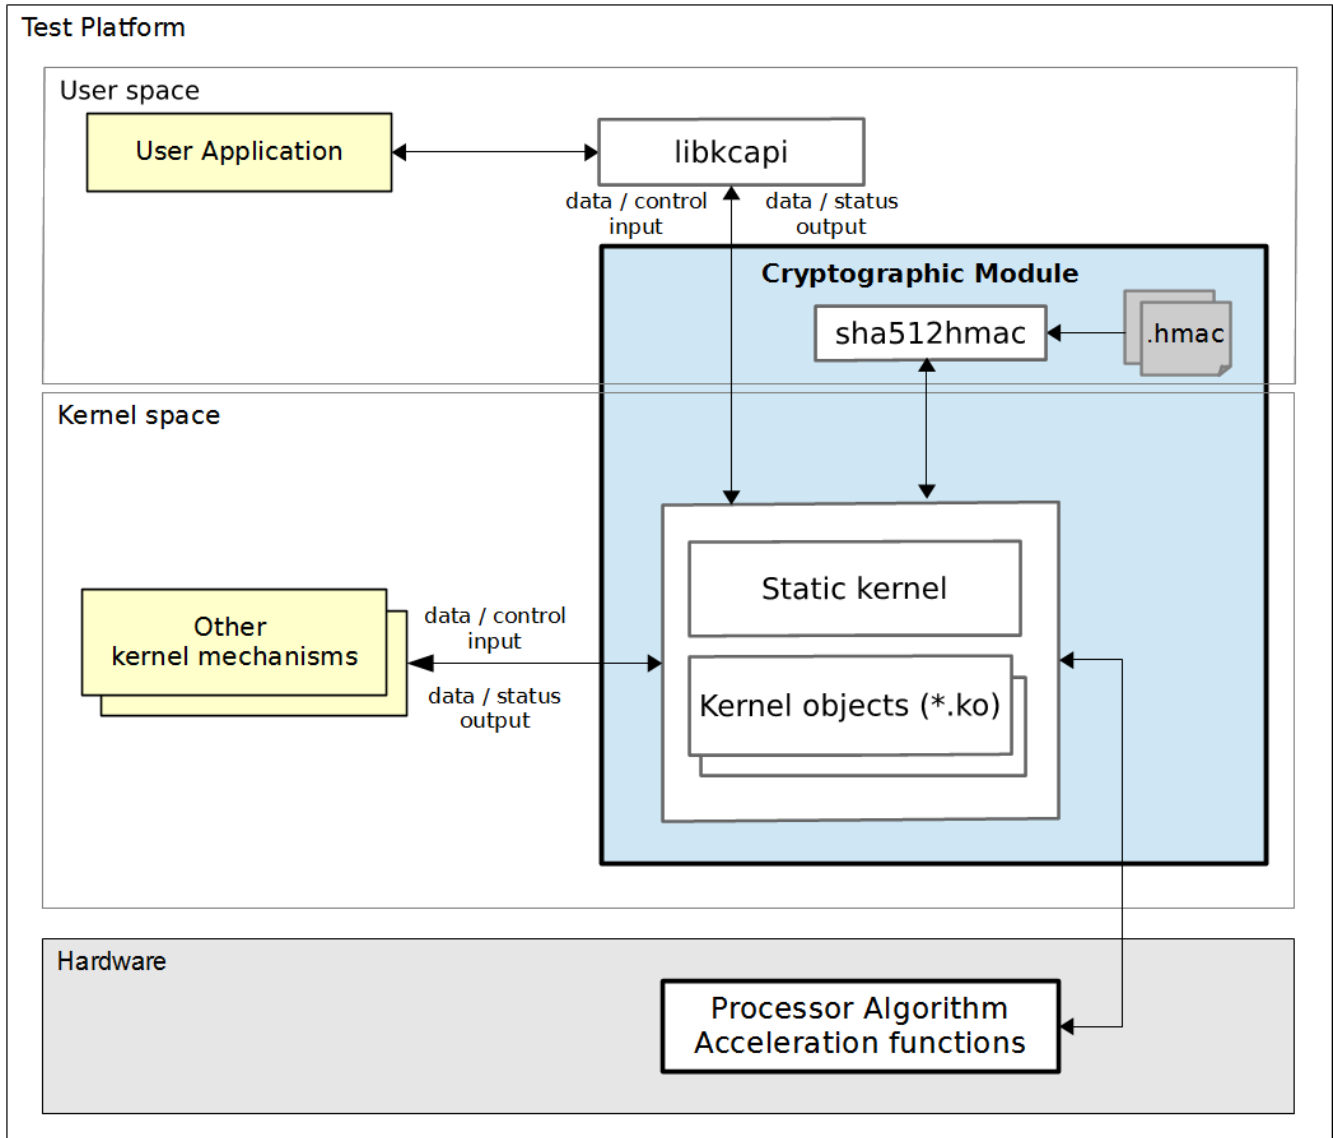 Test Platform
User space
User Application
libkcapi
data / control
input
data / status
output
Cryptographic Module
sha512hmac
.hmac
Kernel space
Static kernel
Other
kernel mechanisms
data / control
input
data / status
output
Kernel objects (*.ko)
Hardware
Processor Algorithm
Acceleration functions